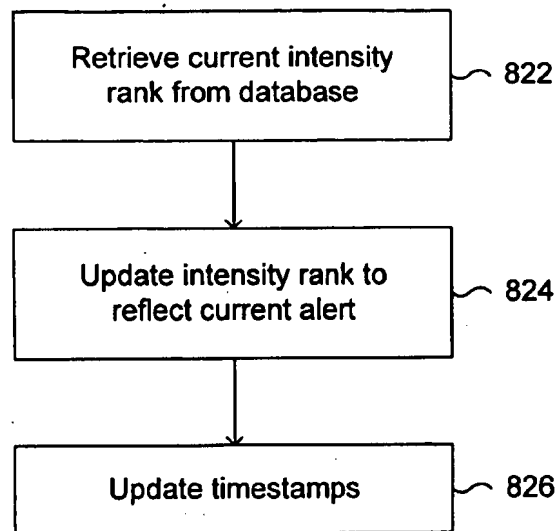 Retrieve current intensity
rank from database
822
Update intensity rank to
reflect current alert
824
Update timestamps
826